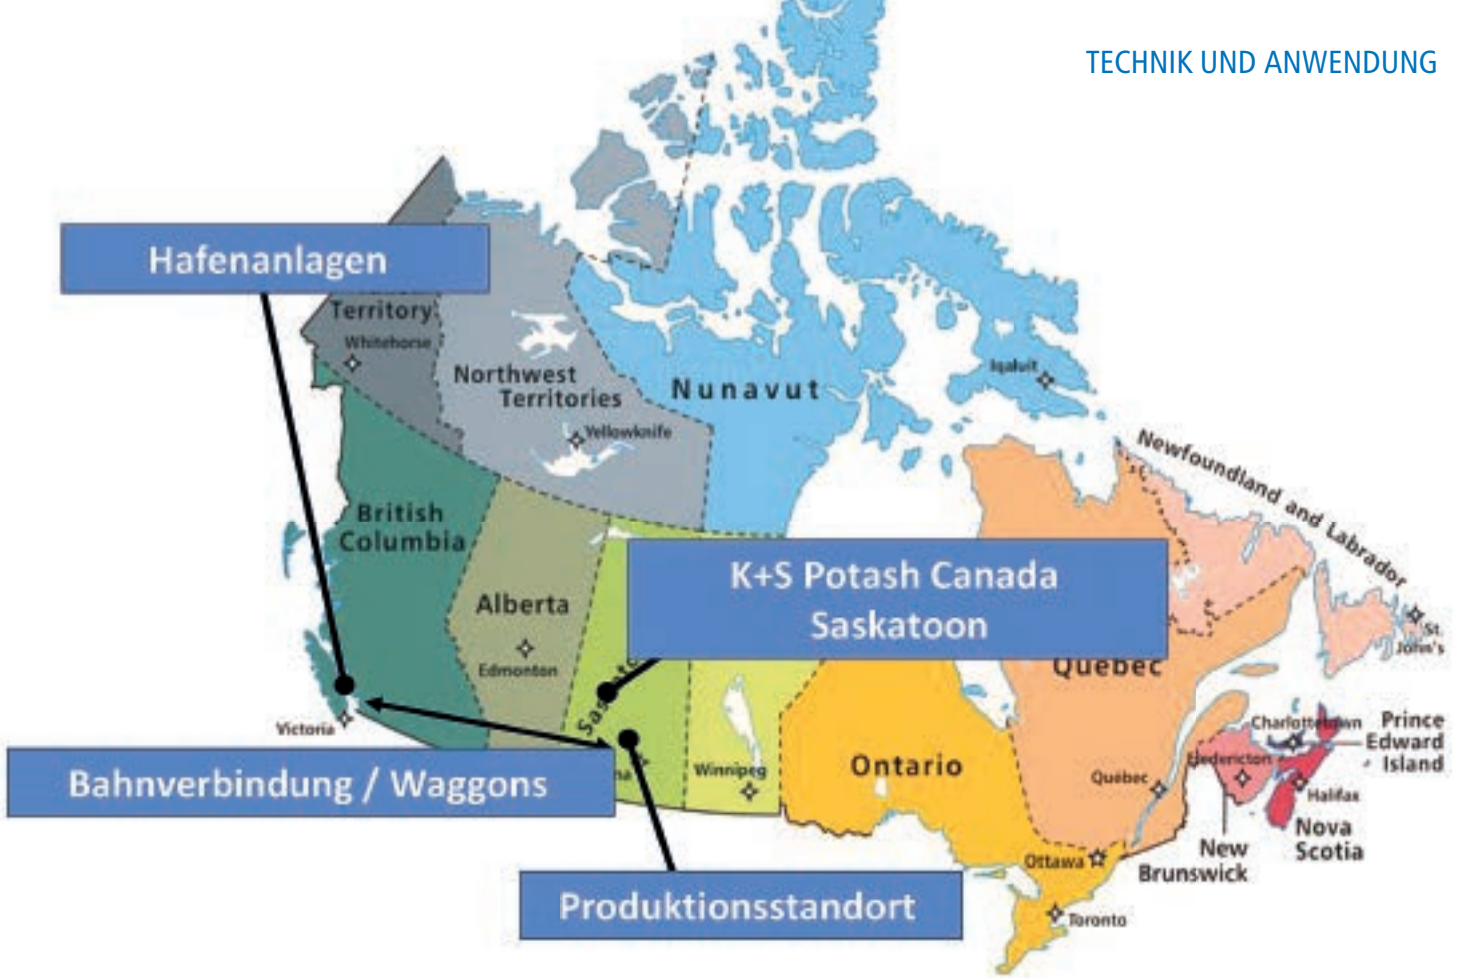 TECHNIK UND ANWENDUNG
Hafenanlagen
Territory
Whitehorse
Northwest
Territories
Yellowknife
Nunavut
Iqaluit
Newfoundland and Labrador
British
Columbia
Alberta
Edmonton
K+S Potash Canada
Saskatoon
St.
John's
Québec
Victoria
Charlottetown
Prince
Edward
Island
Fredericton
Bahnverbindung / Waggons
Winnipeg
Ontario
Québec
Halifax
Nova
Scotia
New
Brunswick
Ottawa
Toronto
Produktionsstandort